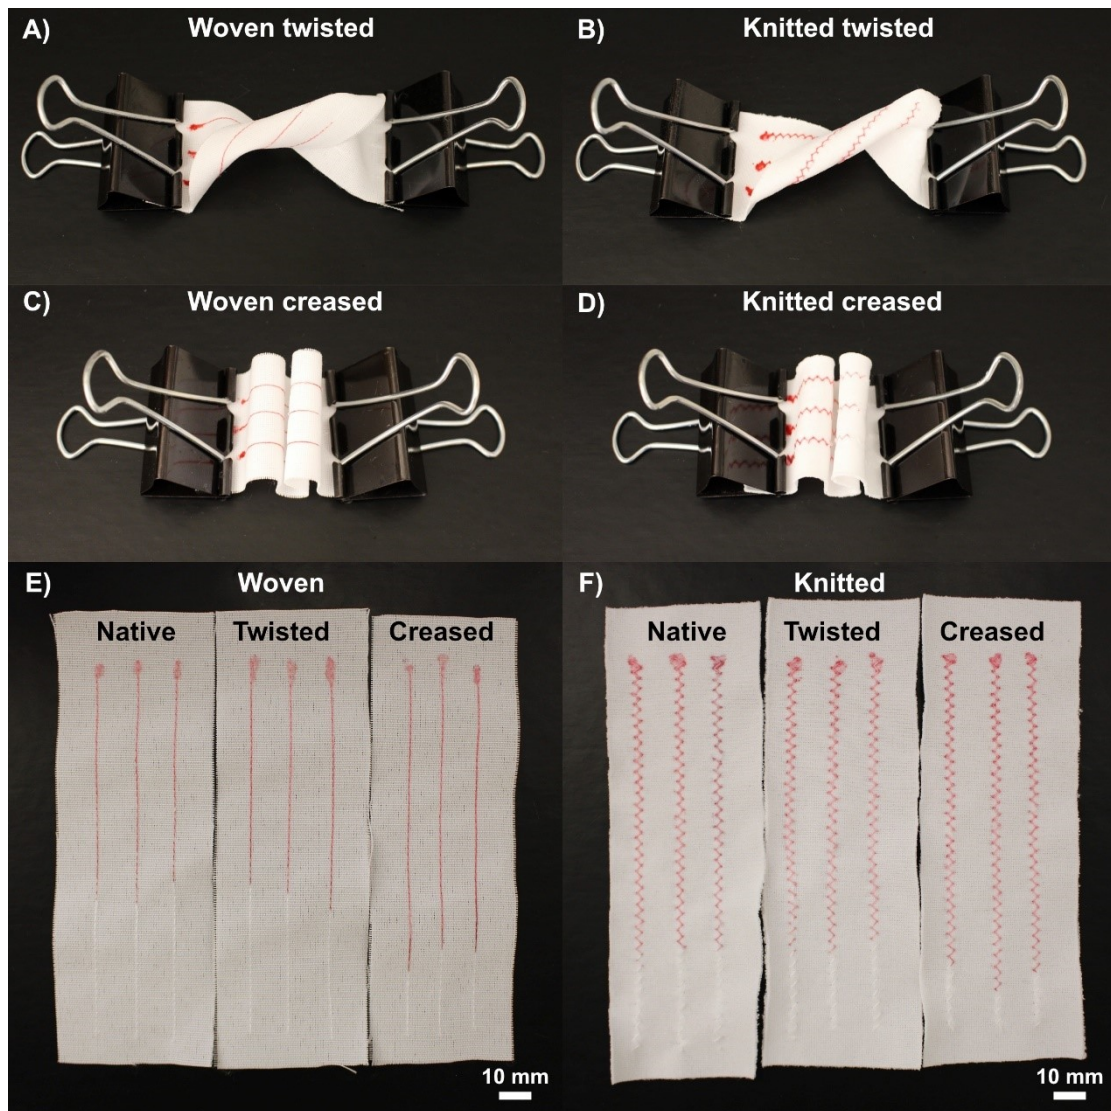 A) Woven twisted
B) Knitted twisted
C) Woven creased
D) Knitted creased
E) Woven
Native Twisted Creased
10 mm
F) Knitted
Native Twisted Creased
10 mm